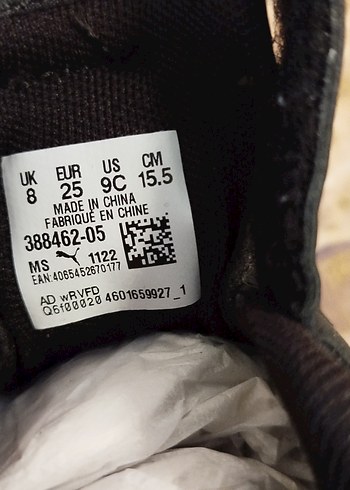 UK EUR US CM
8 25 9C 15.5
MADE IN CHINA
FABRIQUÉ EN CHINE
388462-05
MS 1122
EAN:4065452670177
AD wRVFD
Q6f00020 4601659927_1